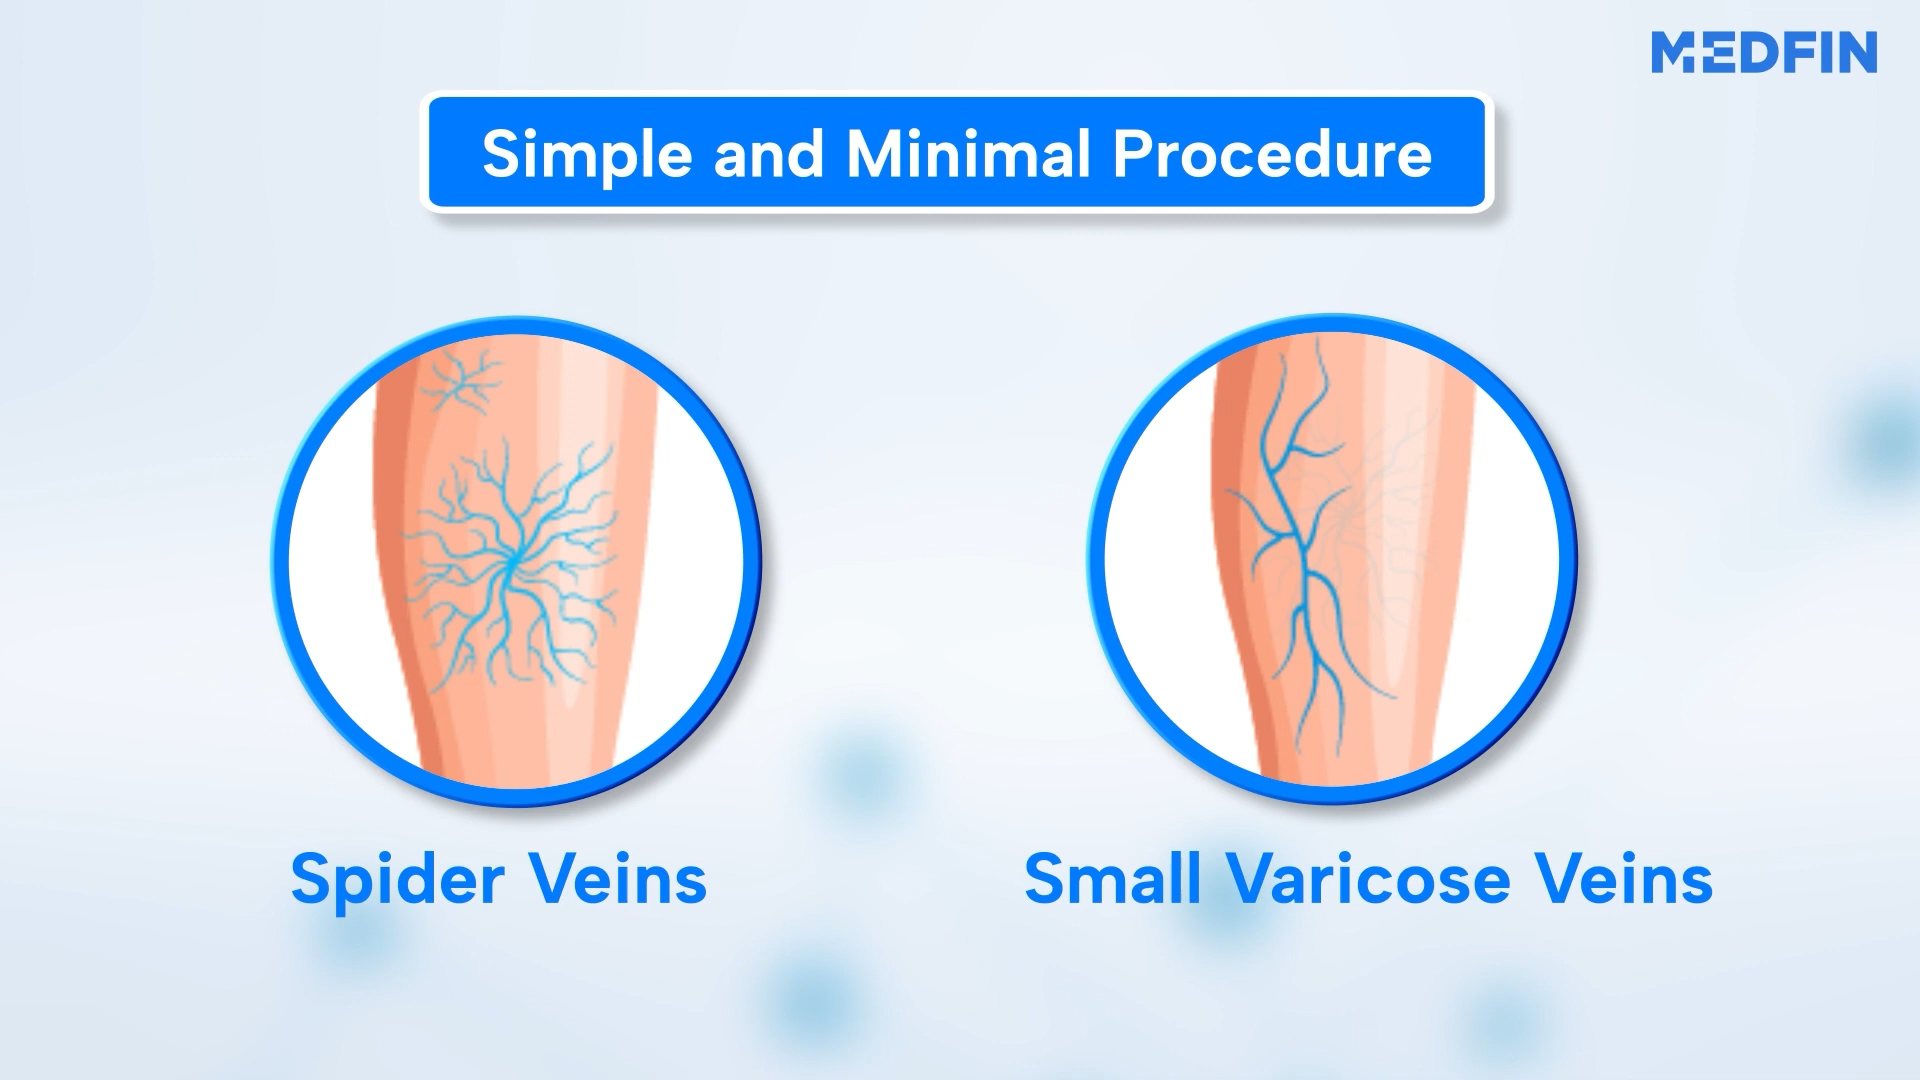 MEDFIN
Simple and Minimal Procedure
Spider Veins
Small Varicose Veins